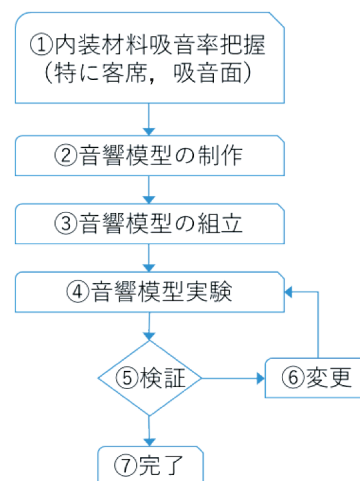 ①内装材料吸音率把握
（特に客席，吸音面）
②音響模型の制作
③音響模型の組立
④音響模型実験
⑤検証
⑥変更
⑦完了